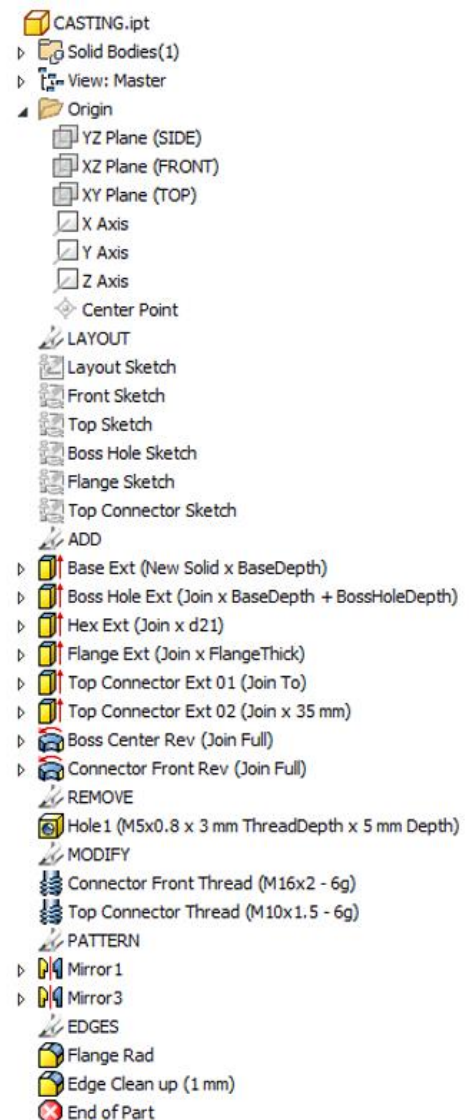 CASTING.ipt
Solid Bodies(1)
View: Master
Origin
YZ Plane (SIDE)
XZ Plane (FRONT)
XY Plane (TOP)
X Axis
Y Axis
Z Axis
Center Point
LAYOUT
Layout Sketch
Front Sketch
Top Sketch
Boss Hole Sketch
Flange Sketch
Top Connector Sketch
ADD
Base Ext (New Solid x BaseDepth)
Boss Hole Ext (Join x BaseDepth + BossHoleDepth)
Hex Ext (Join x d21)
Flange Ext (Join x FlangeThick)
Top Connector Ext 01 (Join To)
Top Connector Ext 02 (Join x 35 mm)
Boss Center Rev (Join Full)
Connector Front Rev (Join Full)
REMOVE
Hole1 (M5x0.8 x 3 mm ThreadDepth x 5 mm Depth)
MODIFY
Connector Front Thread (M16x2 - 6g)
Top Connector Thread (M10x1.5 - 6g)
PATTERN
Mirror1
Mirror3
EDGES
Flange Rad
Edge Clean up (1 mm)
End of Part